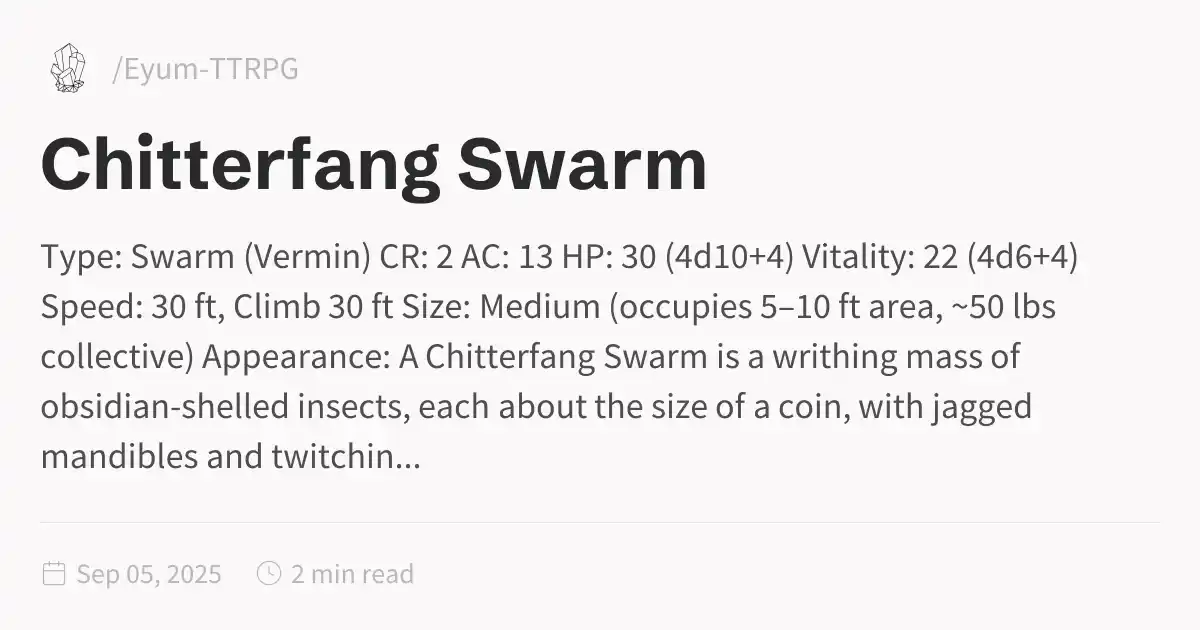 /Eyum-TTRPG
Chitterfang Swarm
Type: Swarm (Vermin) CR: 2 AC: 13 HP: 30 (4d10+4) Vitality: 22 (4d6+4)
Speed: 30 ft, Climb 30 ft Size: Medium (occupies 5–10 ft area, ~50 lbs
collective) Appearance: A Chitterfang Swarm is a writhing mass of
obsidian-shelled insects, each about the size of a coin, with jagged
mandibles and twitchin...
Sep 05, 2025 2 min read